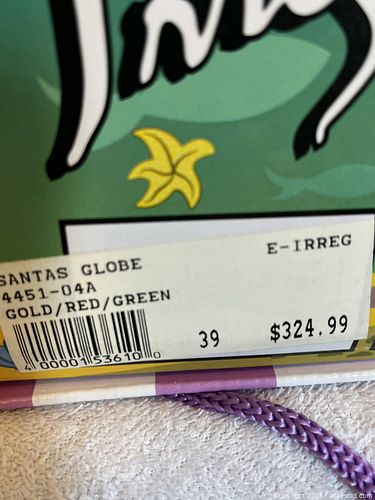 SANTAS GLOBE
E-IRREG
4451-04A
GOLD/RED/GREEN
39
$324.99
4 00001 53610 0